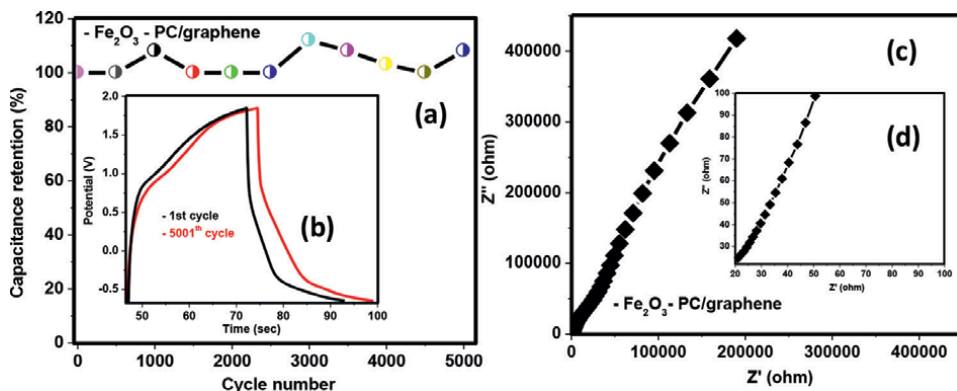 - Fe₂O₃ - PC/graphene
(a)
Capacitance retention (%)
120
100
80
60
40
20
0
0 1000 2000 3000 4000 5000
Cycle number
(b)
Potential (V)
2.0
1.5
1.0
0.5
0.0
-0.5
- 1st cycle
- 5001th cycle
50 60 70 80 90 100
Time (sec)
(c)
Z'' (ohm)
400000
300000
200000
100000
0
0 100000 200000 300000 400000
Z' (ohm)
- Fe₂O₃- PC/graphene
(d)
Z'' (ohm)
100
90
80
70
60
50
40
30
20 30 40 50 60 70 80 90 100
Z' (ohm)